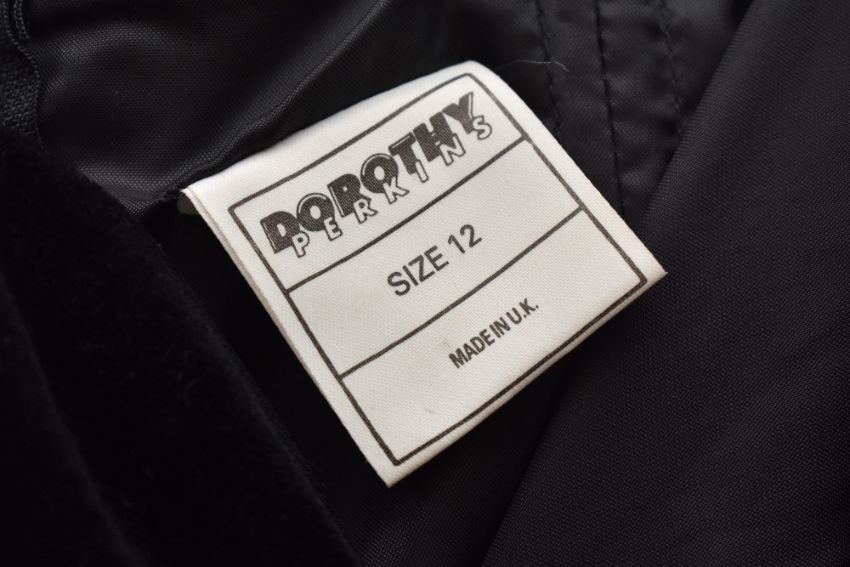 DOROTHY
PERKINS
SIZE 12
MADE IN U.K.